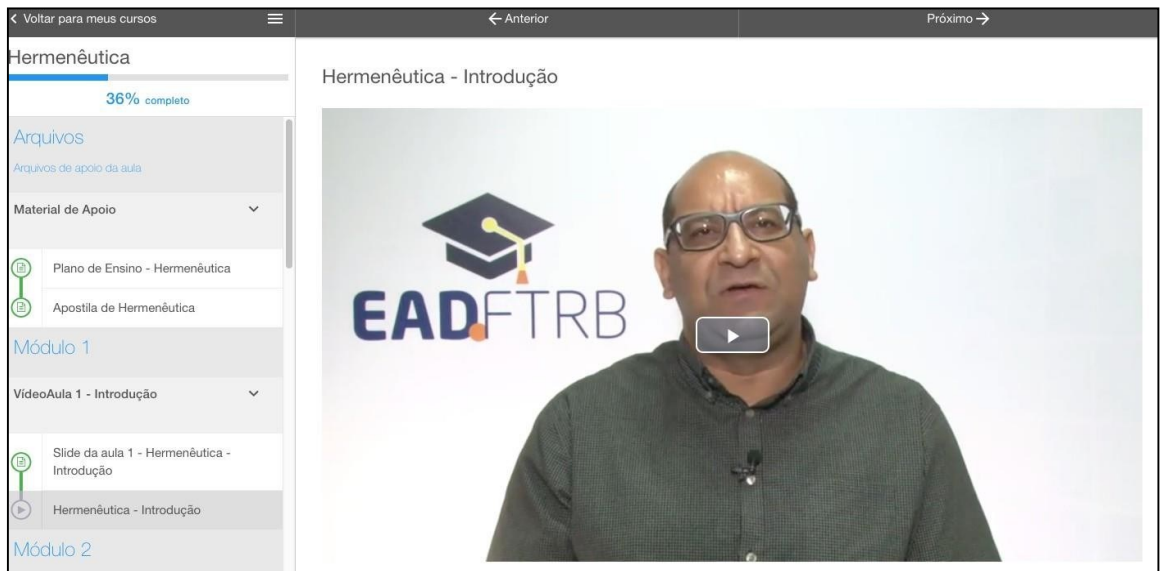 Voltar para meus cursos
Anterior
Próximo
Hermenêutica
36% completo
Arquivos
Arquivos de apoio da aula
Material de Apoio
Plano de Ensino - Hermenêutica
Apostila de Hermenêutica
Módulo 1
VídeoAula 1 - Introdução
Slide da aula 1 - Hermenêutica -
Introdução
Hermenêutica - Introdução
Módulo 2
Hermenêutica - Introdução
EAD.FTRB